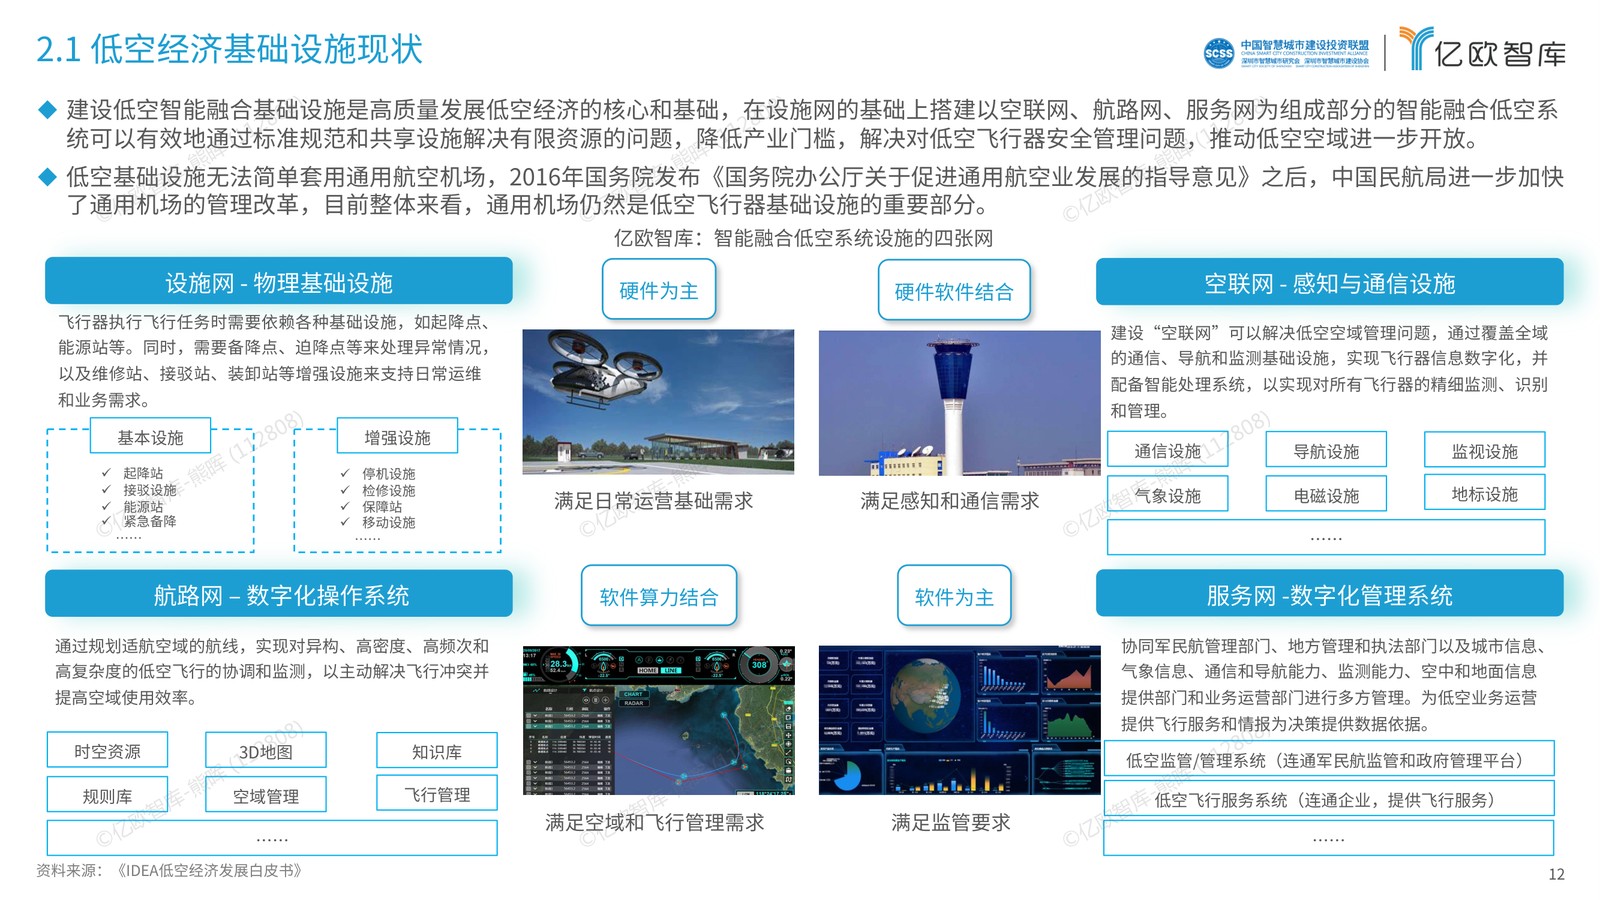 2.1 低空经济基础设施现状
SCSS
中国智慧城市建设投资联盟
CHINA SMART CITY CONSTRUCTION INVESTMENT ALLIANCE
深圳市智慧城市研究会 深圳市智慧城市建设协会
亿欧智库
建设低空智能融合基础设施是高质量发展低空经济的核心和基础，在设施网的基础上搭建以空联网、航路网、服务网为组成部分的智能融合低空系
统可以有效地通过标准规范和共享设施解决有限资源的问题，降低产业门槛，解决对低空飞行器安全管理问题，推动低空空域进一步开放。
低空基础设施无法简单套用通用航空机场，2016年国务院发布《国务院办公厅关于促进通用航空业发展的指导意见》之后，中国民航局进一步加快
了通用机场的管理改革，目前整体来看，通用机场仍然是低空飞行器基础设施的重要部分。
亿欧智库：智能融合低空系统设施的四张网
设施网 - 物理基础设施
飞行器执行飞行任务时需要依赖各种基础设施，如起降点、
能源站等。同时，需要备降点、迫降点等来处理异常情况，
以及维修站、接驳站、装卸站等增强设施来支持日常运维
和业务需求。
基本设施
✓ 起降站
✓ 接驳设施
✓ 能源站
✓ 紧急备降
……
增强设施
✓ 停机设施
✓ 检修设施
✓ 保障站
✓ 移动设施
……
硬件为主
满足日常运营基础需求
硬件软件结合
满足感知和通信需求
空联网 - 感知与通信设施
建设“空联网”可以解决低空空域管理问题，通过覆盖全域
的通信、导航和监测基础设施，实现飞行器信息数字化，并
配备智能处理系统，以实现对所有飞行器的精细监测、识别
和管理。
通信设施 导航设施 监视设施
气象设施 电磁设施 地标设施
……
航路网 – 数字化操作系统
通过规划适航空域的航线，实现对异构、高密度、高频次和
高复杂度的低空飞行的协调和监测，以主动解决飞行冲突并
提高空域使用效率。
时空资源 3D地图 知识库
规则库 空域管理 飞行管理
……
软件算力结合
28.3
HOME LINE
308
CHART
RADAR
满足空域和飞行管理需求
软件为主
满足监管要求
服务网 -数字化管理系统
协同军民航管理部门、地方管理和执法部门以及城市信息、
气象信息、通信和导航能力、监测能力、空中和地面信息
提供部门和业务运营部门进行多方管理。为低空业务运营
提供飞行服务和情报为决策提供数据依据。
低空监管/管理系统（连通军民航监管和政府管理平台）
低空飞行服务系统（连通企业，提供飞行服务）
……
资料来源：《IDEA低空经济发展白皮书》
12
©亿欧智库-熊晖 (112808)